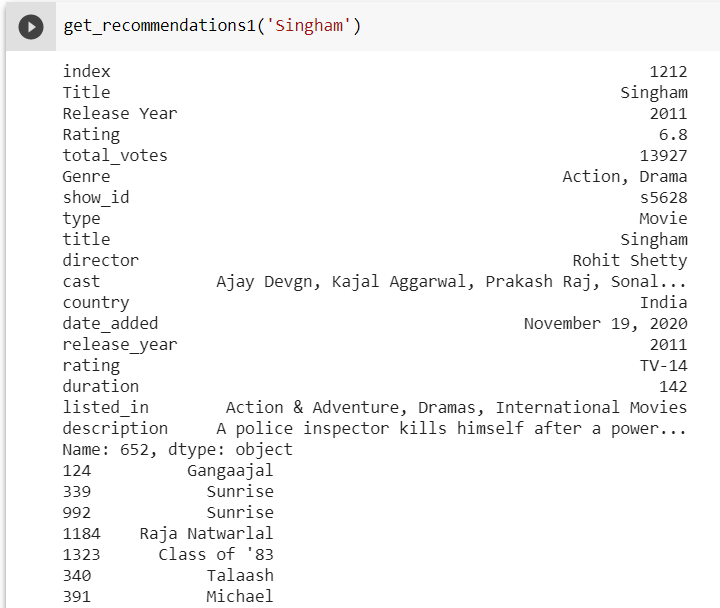 get_recommendations1('Singham')
index 1212
Title Singham
Release Year 2011
Rating 6.8
total_votes 13927
Genre Action, Drama
show_id s5628
type Movie
title Singham
director Rohit Shetty
cast Ajay Devgn, Kajal Aggarwal, Prakash Raj, Sonal...
country India
date_added November 19, 2020
release_year 2011
rating TV-14
duration 142
listed_in Action & Adventure, Dramas, International Movies
description A police inspector kills himself after a power...
Name: 652, dtype: object
124 Gangaajal
339 Sunrise
992 Sunrise
1184 Raja Natwarlal
1323 Class of '83
340 Talaash
391 Michael